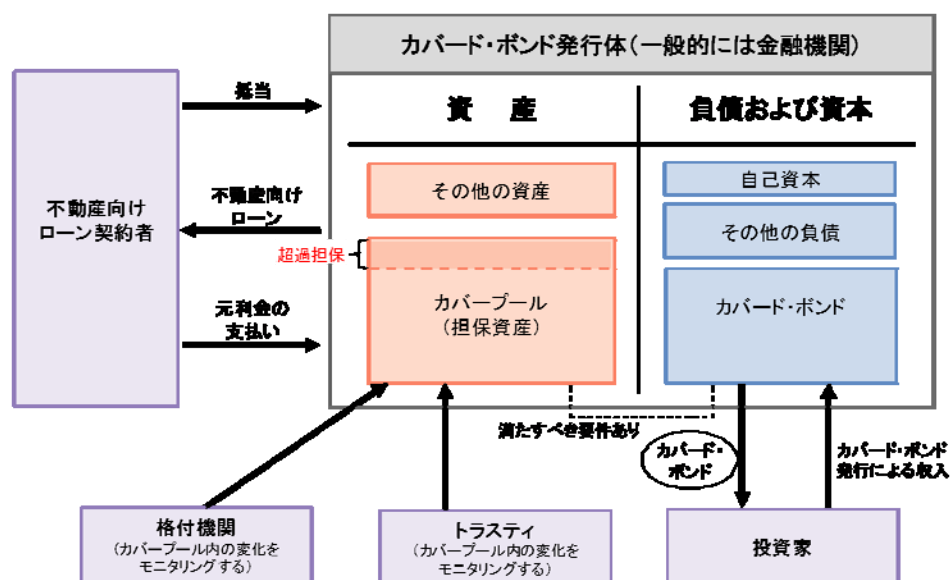 カバード・ボンド発行体(一般的には金融機関)
資 産
負債および資本
不動産向け
ローン契約者
抵当
不動産向け
ローン
元利金の
支払い
その他の資産
超過担保
カバープール
(担保資産)
自己資本
その他の負債
カバード・ボンド
満たすべき要件あり
カバード・
ボンド
カバード・ボンド
発行による収入
格付機関
(カバープール内の変化を
モニタリングする)
トラスティ
(カバープール内の変化を
モニタリングする)
投資家